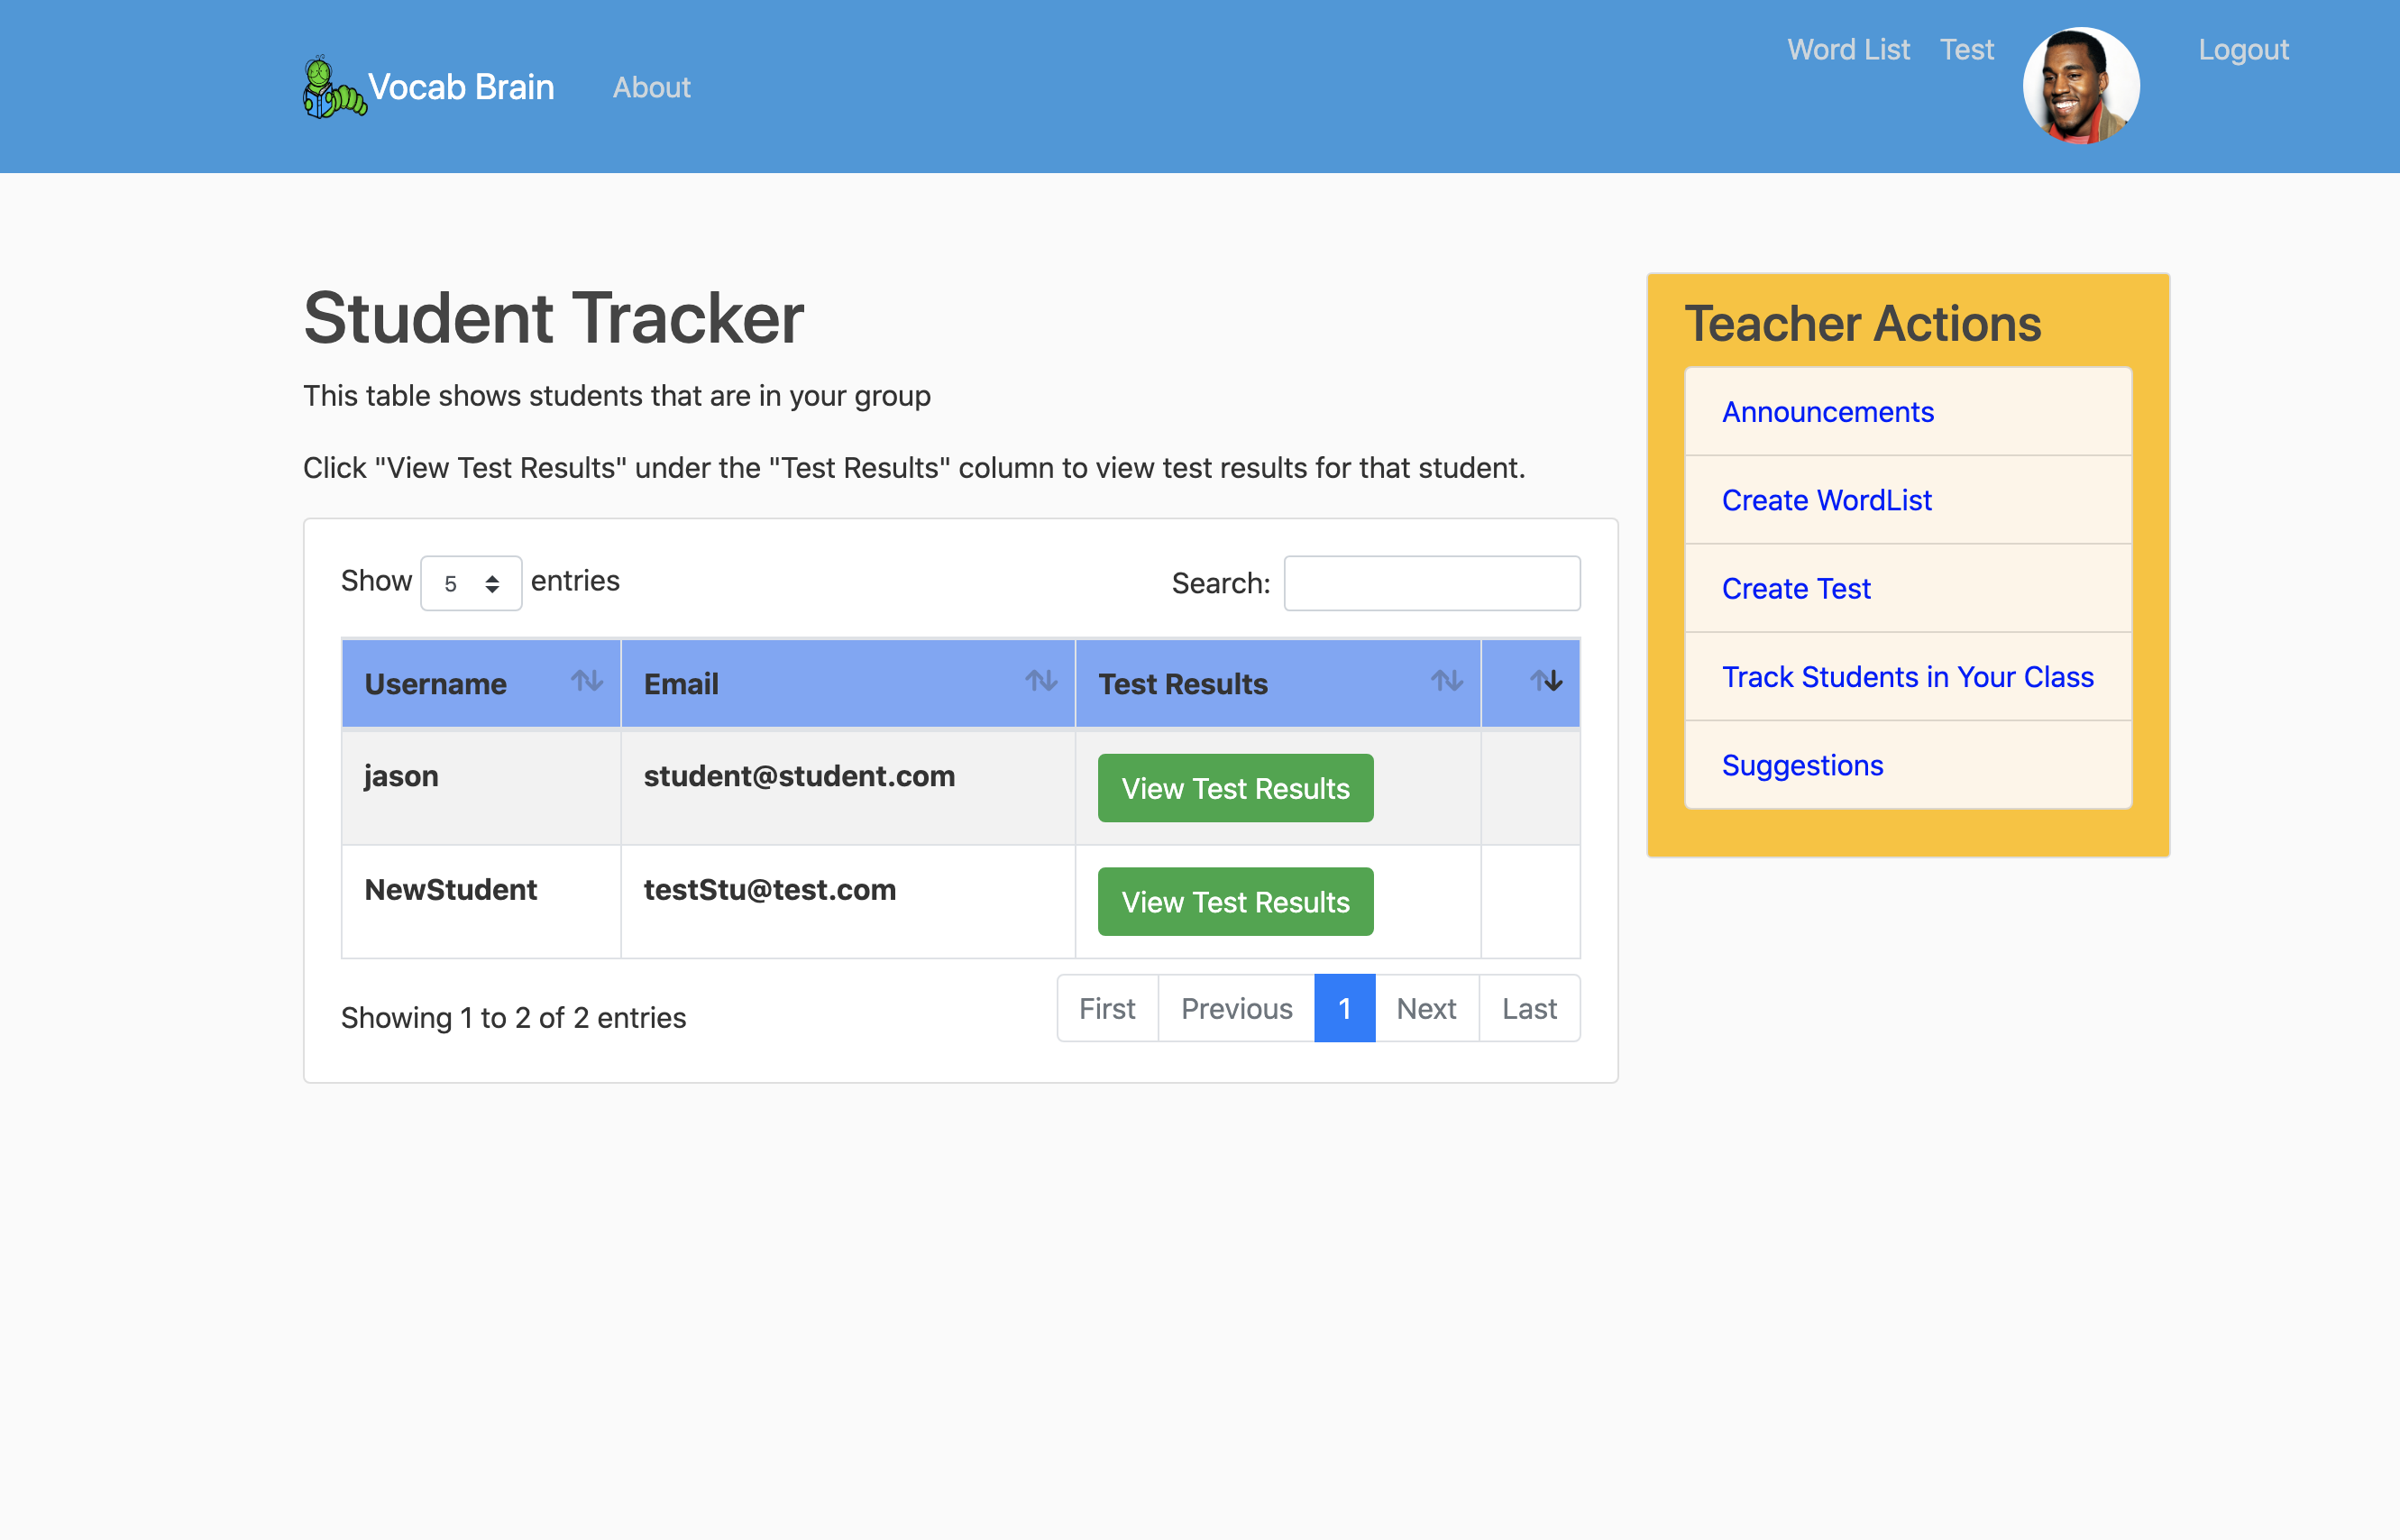 Vocab Brain
About
Word List
Test
Logout
Student Tracker
This table shows students that are in your group
Click "View Test Results" under the "Test Results" column to view test results for that student.
Show 5 entries
Search:
Username Email Test Results
jason student@student.com View Test Results
NewStudent testStu@test.com View Test Results
Showing 1 to 2 of 2 entries
First Previous 1 Next Last
Teacher Actions
Announcements
Create WordList
Create Test
Track Students in Your Class
Suggestions